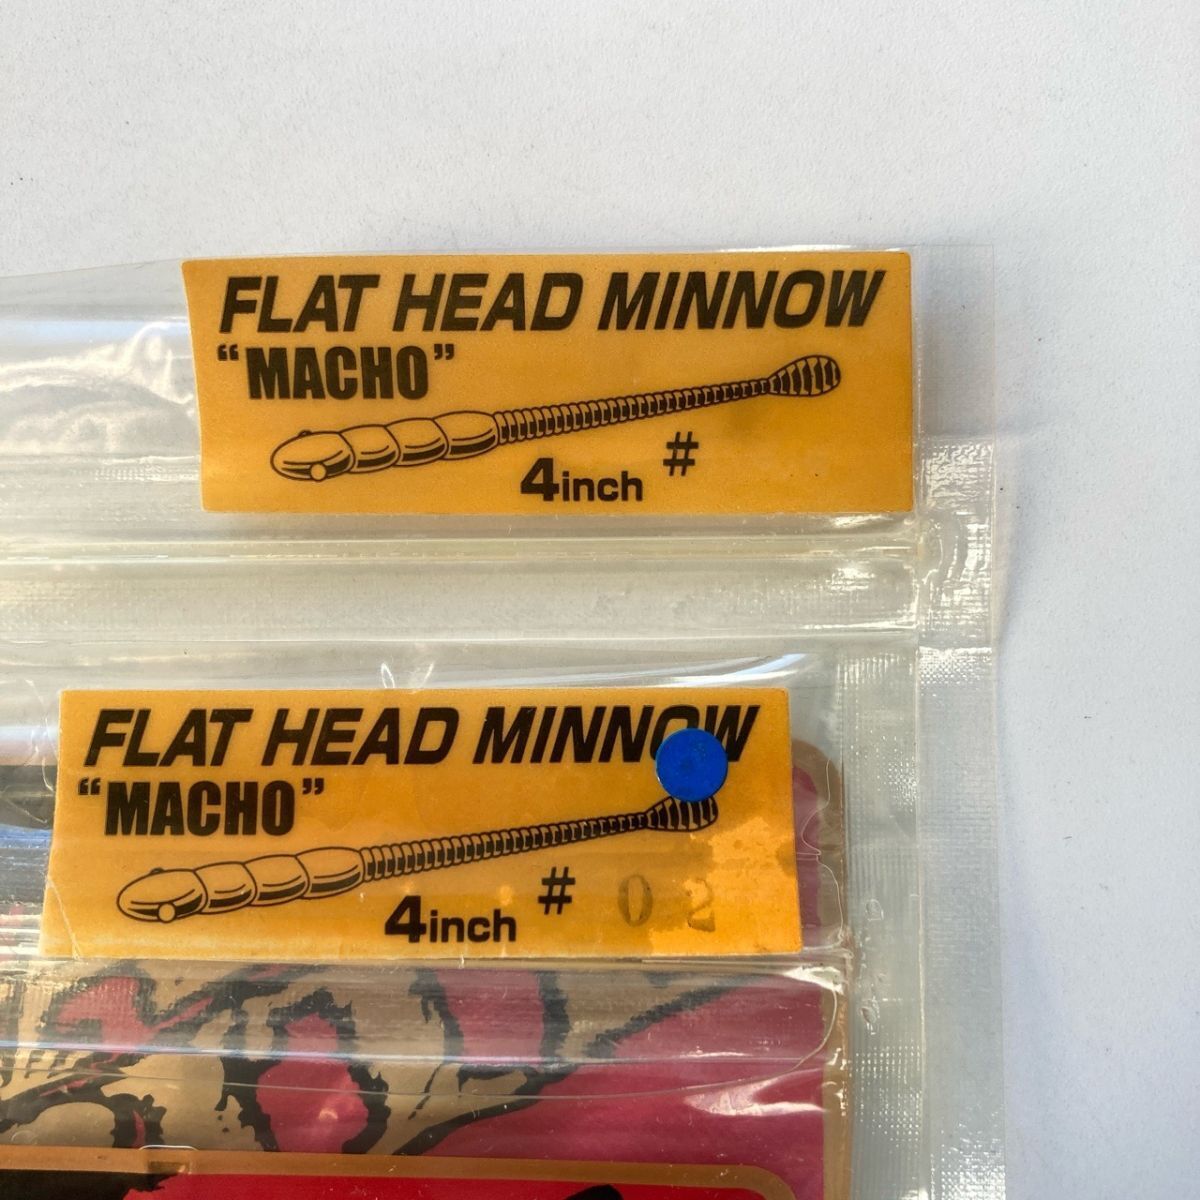 FLAT HEAD MINNOW
“MACHO”
4inch #
FLAT HEAD MINNOW
“MACHO”
4inch # 02